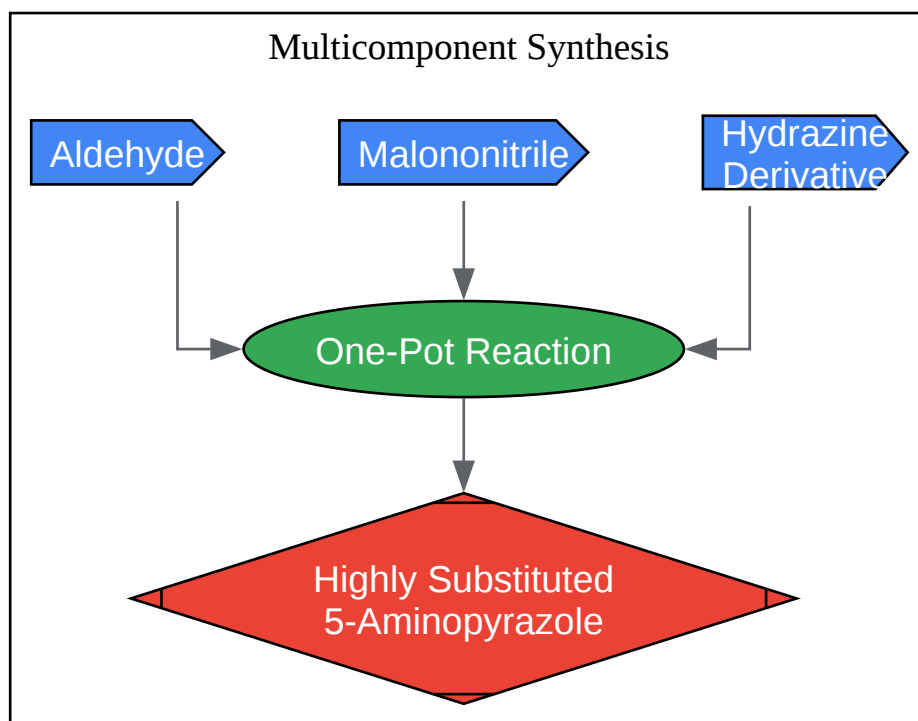 Multicomponent Synthesis
Aldehyde
Malononitrile
Hydrazine
Derivative
One-Pot Reaction
Highly Substituted
5-Aminopyrazole